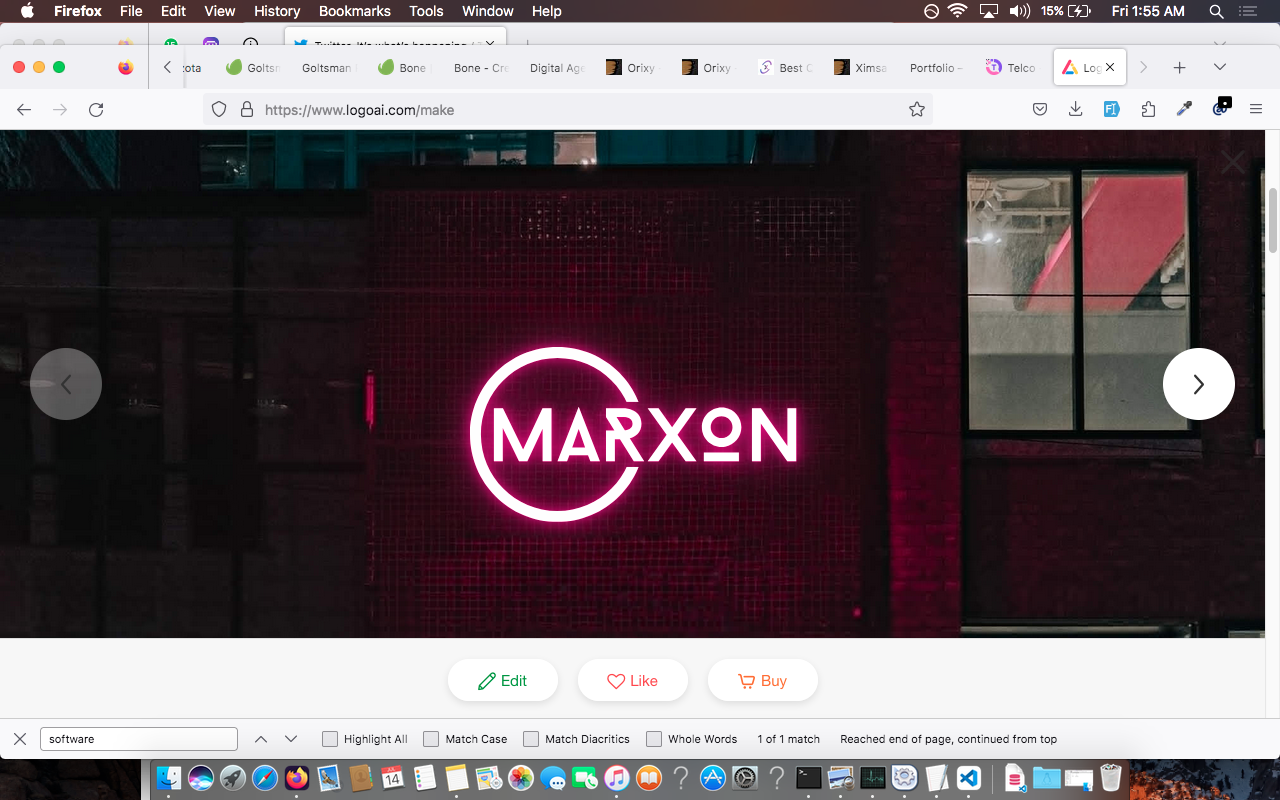 Firefox File Edit View History Bookmarks Tools Window Help 15% Fri 1:55 AM
Twitter. It's what's happening /
ota Goltsn Goltsman Bone Bone - Cre Digital Age Orixy Orixy Best C Ximsa Portfolio – Telco Log
https://www.logoai.com/make
MARXON
Edit Like Buy
software Highlight All Match Case Match Diacritics Whole Words 1 of 1 match Reached end of page, continued from top
14